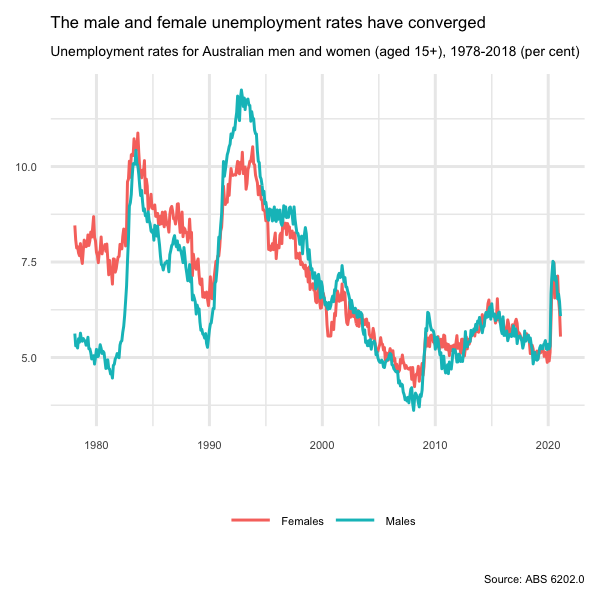 The male and female unemployment rates have converged
Unemployment rates for Australian men and women (aged 15+), 1978-2018 (per cent)
10.0
7.5
5.0
1980 1990 2000 2010 2020
Females Males
Source: ABS 6202.0